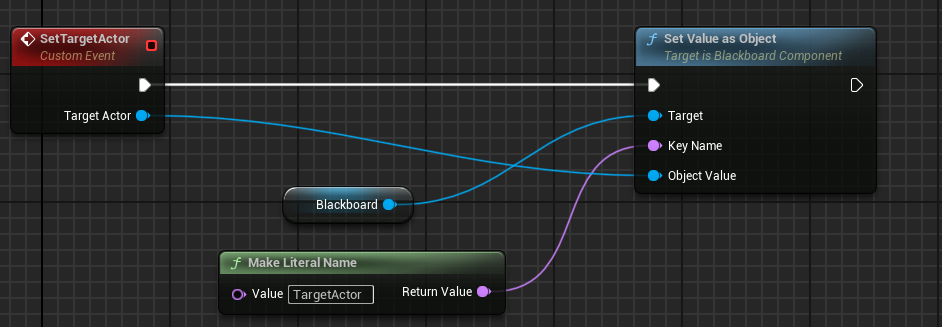 SetTargetActor
Custom Event
Target Actor
f Set Value as Object
Target is Blackboard Component
Target
Key Name
Object Value
Blackboard
f Make Literal Name
Value TargetActor Return Value